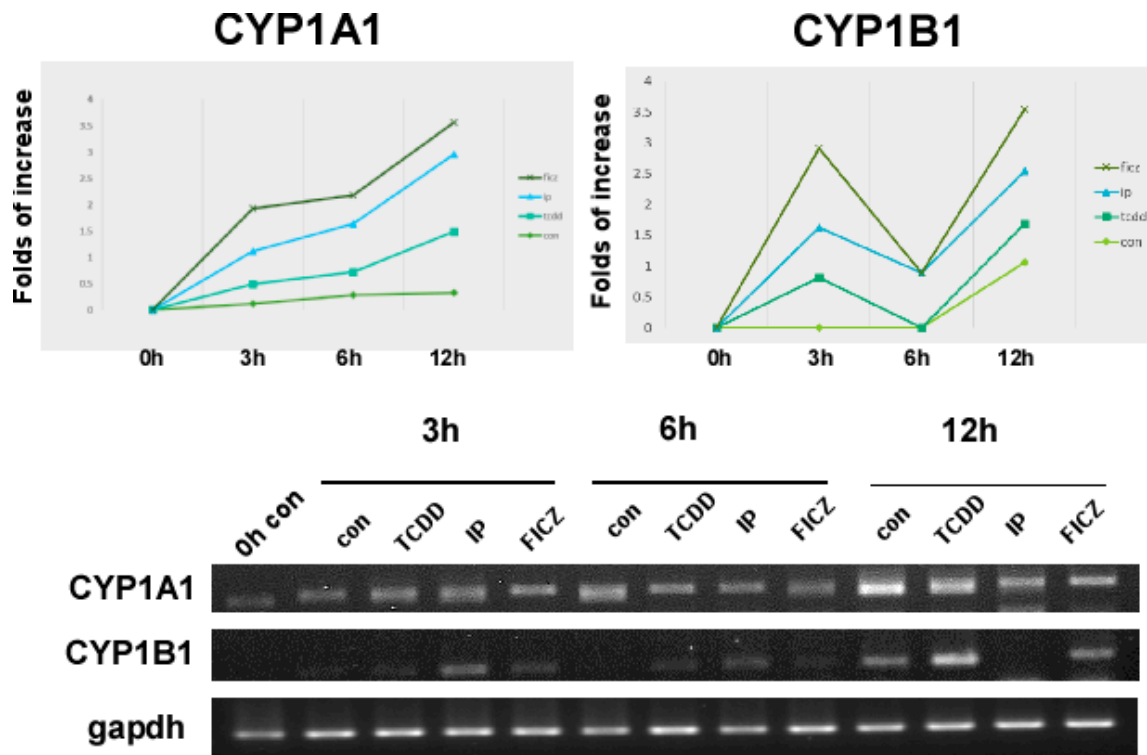 CYP1A1
Folds of increase
4
3.5
3
2.5
2
1.5
1
0.5
0
0h 3h 6h 12h
ficz
ip
tcdd
con
CYP1B1
Folds of increase
4
3.5
3
2.5
2
1.5
1
0.5
0
0h 3h 6h 12h
ficz
ip
tcdd
con
3h 6h 12h
0h con con TCDD IP FICZ con TCDD IP FICZ con TCDD IP FICZ
CYP1A1
CYP1B1
gapdh